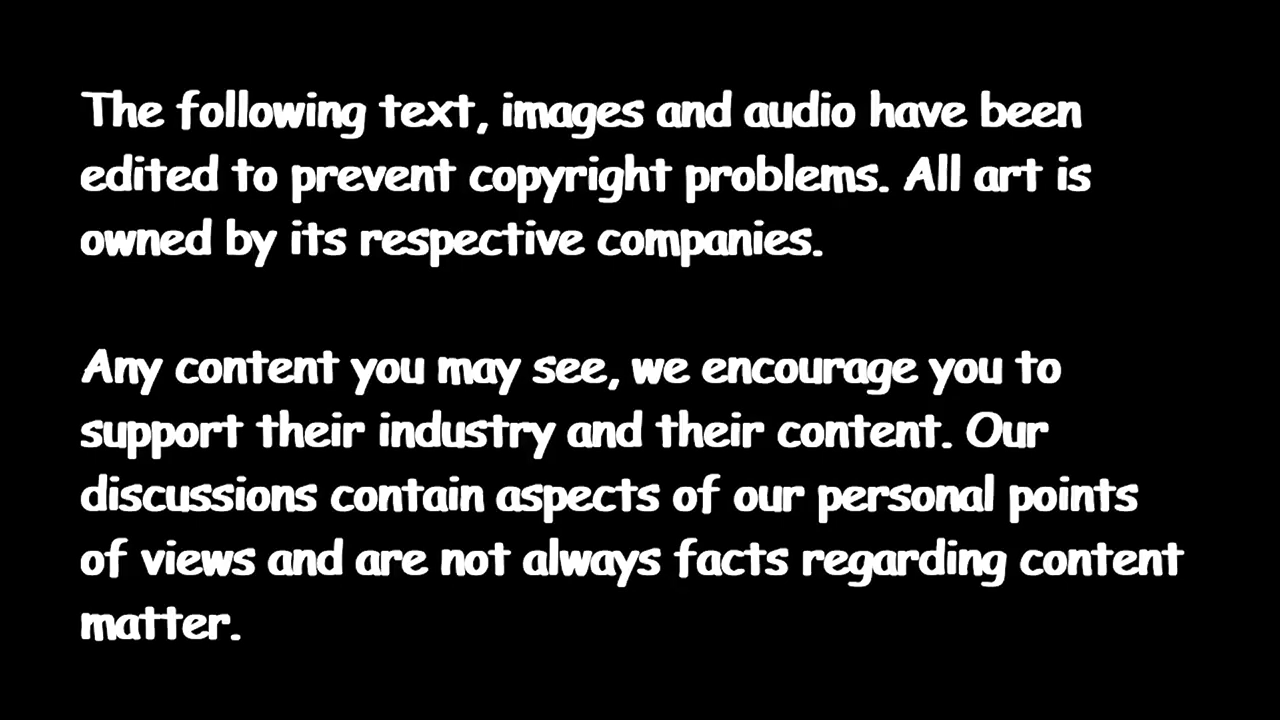 The following text, images and audio have been
edited to prevent copyright problems. All art is
owned by its respective companies.
Any content you may see, we encourage you to
support their industry and their content. Our
discussions contain aspects of our personal points
of views and are not always facts regarding content
matter.